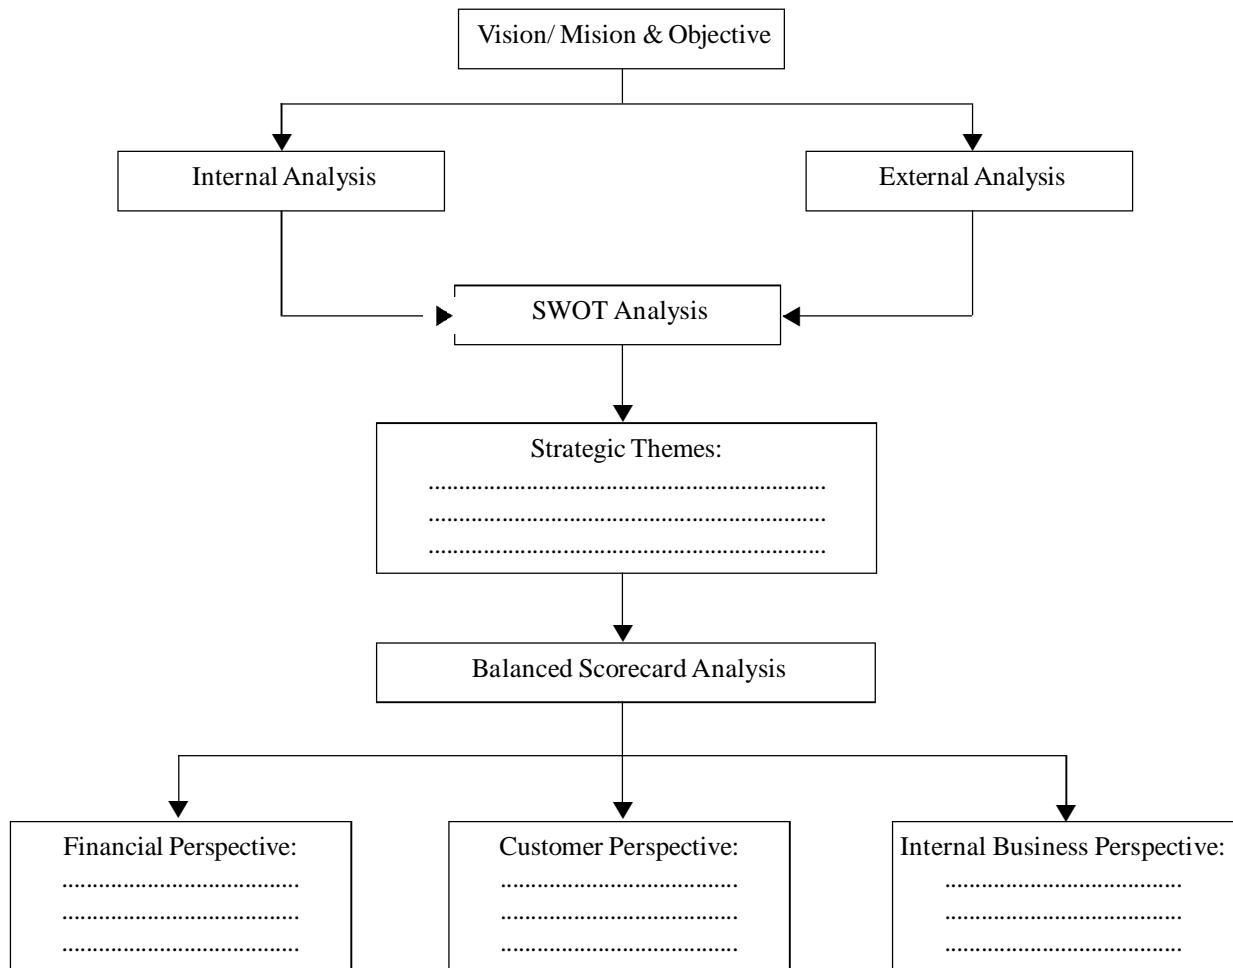 Vision/ Mision & Objective
Internal Analysis
External Analysis
SWOT Analysis
Strategic Themes:
.................................................................
.................................................................
.................................................................
Balanced Scorecard Analysis
Financial Perspective:
.......................................
.......................................
.......................................
Customer Perspective:
.......................................
.......................................
.......................................
Internal Business Perspective:
.......................................
.......................................
.......................................